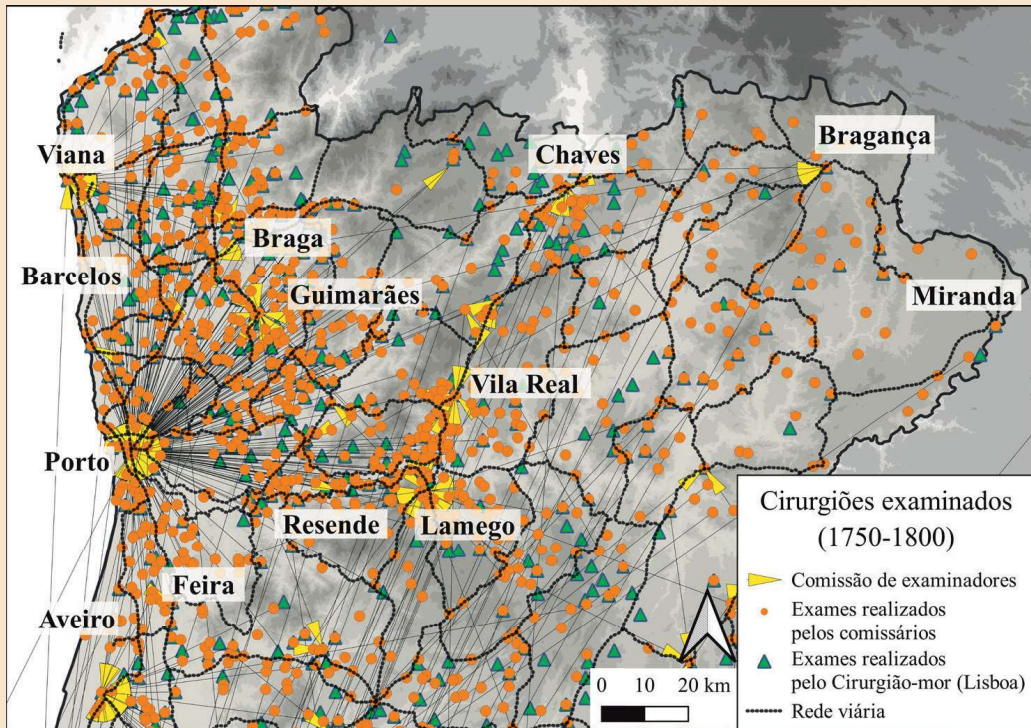 Viana
Chaves
Bragança
Braga
Barcelos
Guimarães
Miranda
Vila Real
Porto
Resende
Lamego
Feira
Aveiro
Cirurgiões examinados
(1750-1800)
Comissão de examinadores
Exames realizados
pelos comissários
Exames realizados
pelo Cirurgião-mor (Lisboa)
Rede viária
0 10 20 km